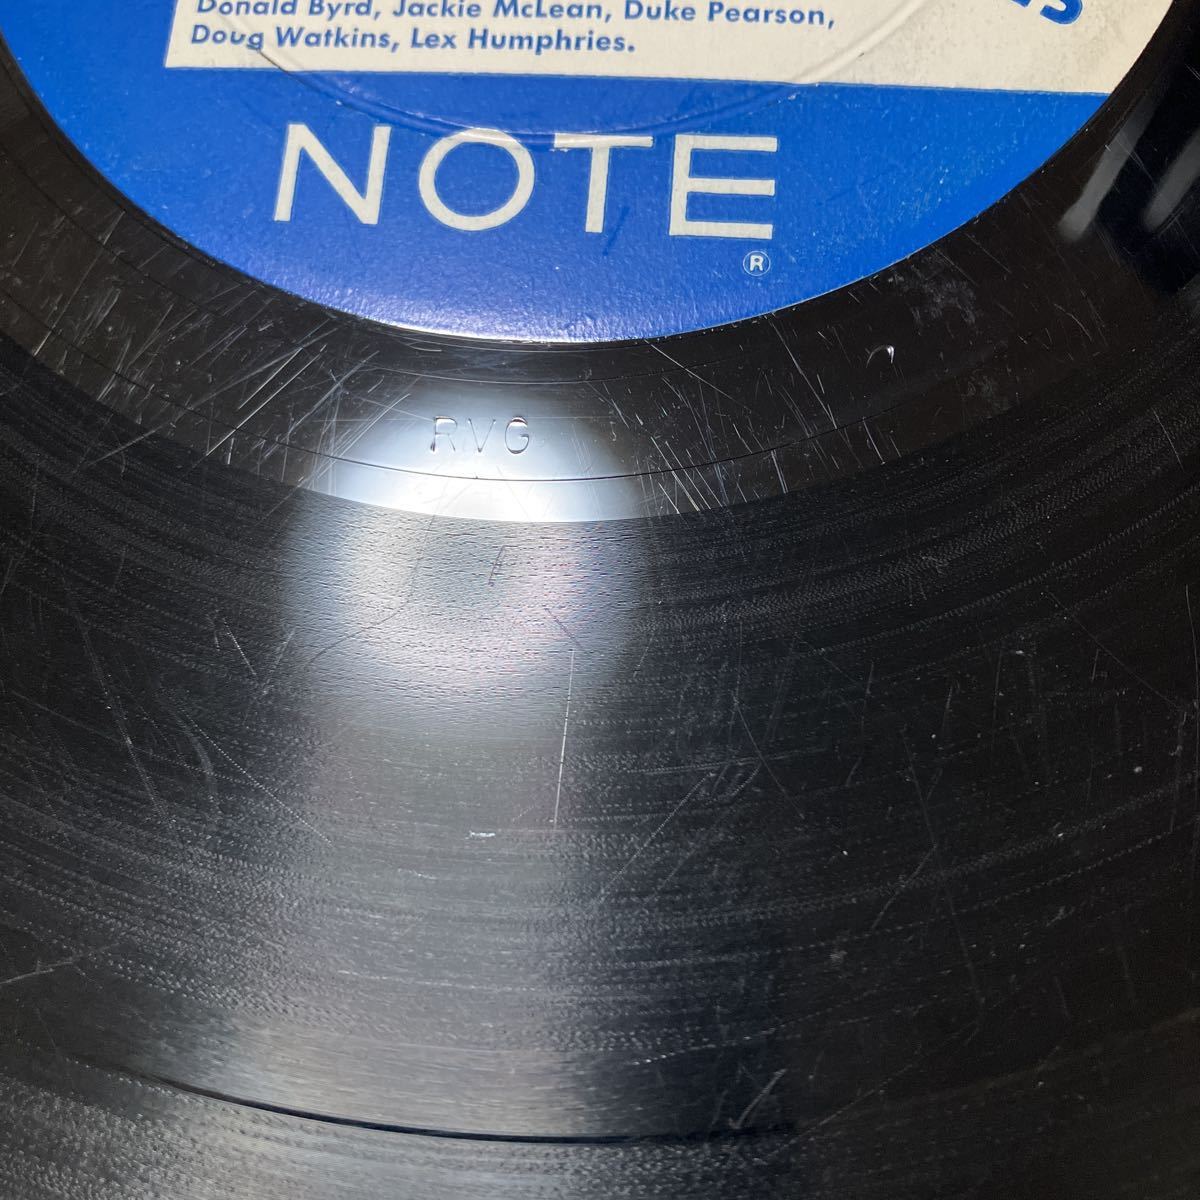 Donald Byrd, Jackie McLean, Duke Pearson,
Doug Watkins, Lex Humphries.
NOTE
®
RVG